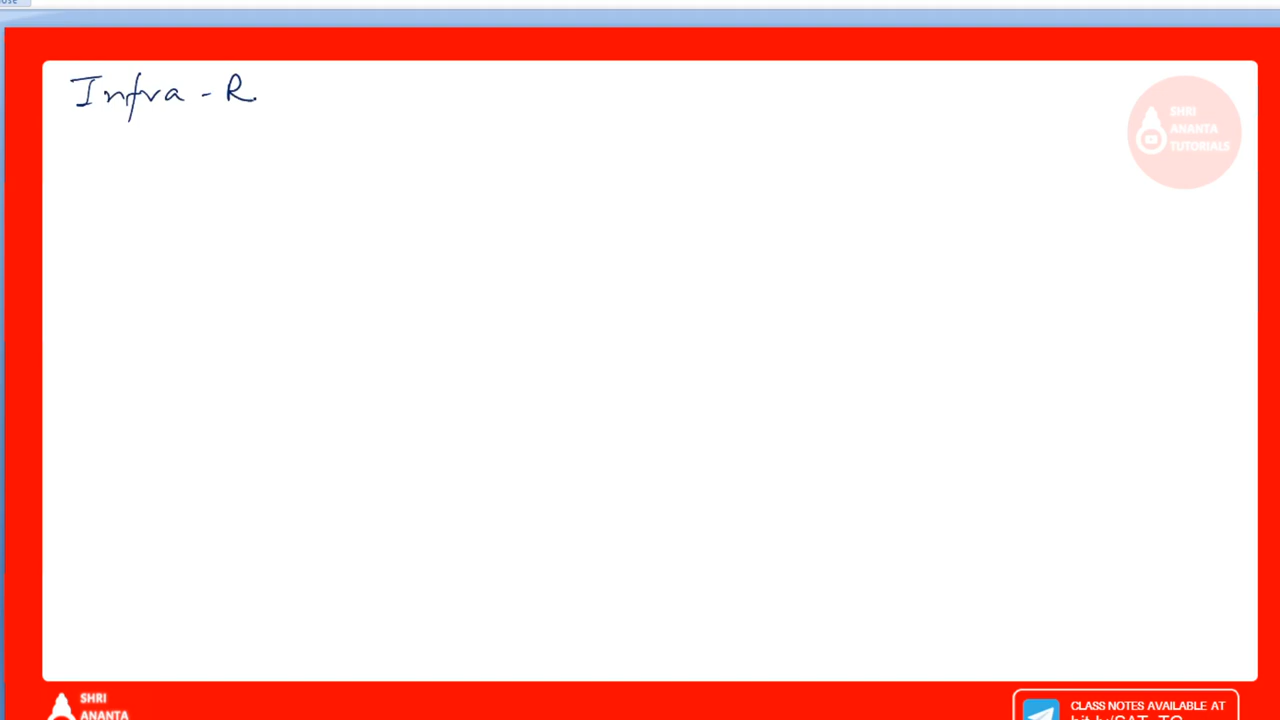 Infra - R
SHRI
ANANTA
TUTORIALS
SHRI
ANANTA
CLASS NOTES AVAILABLE AT